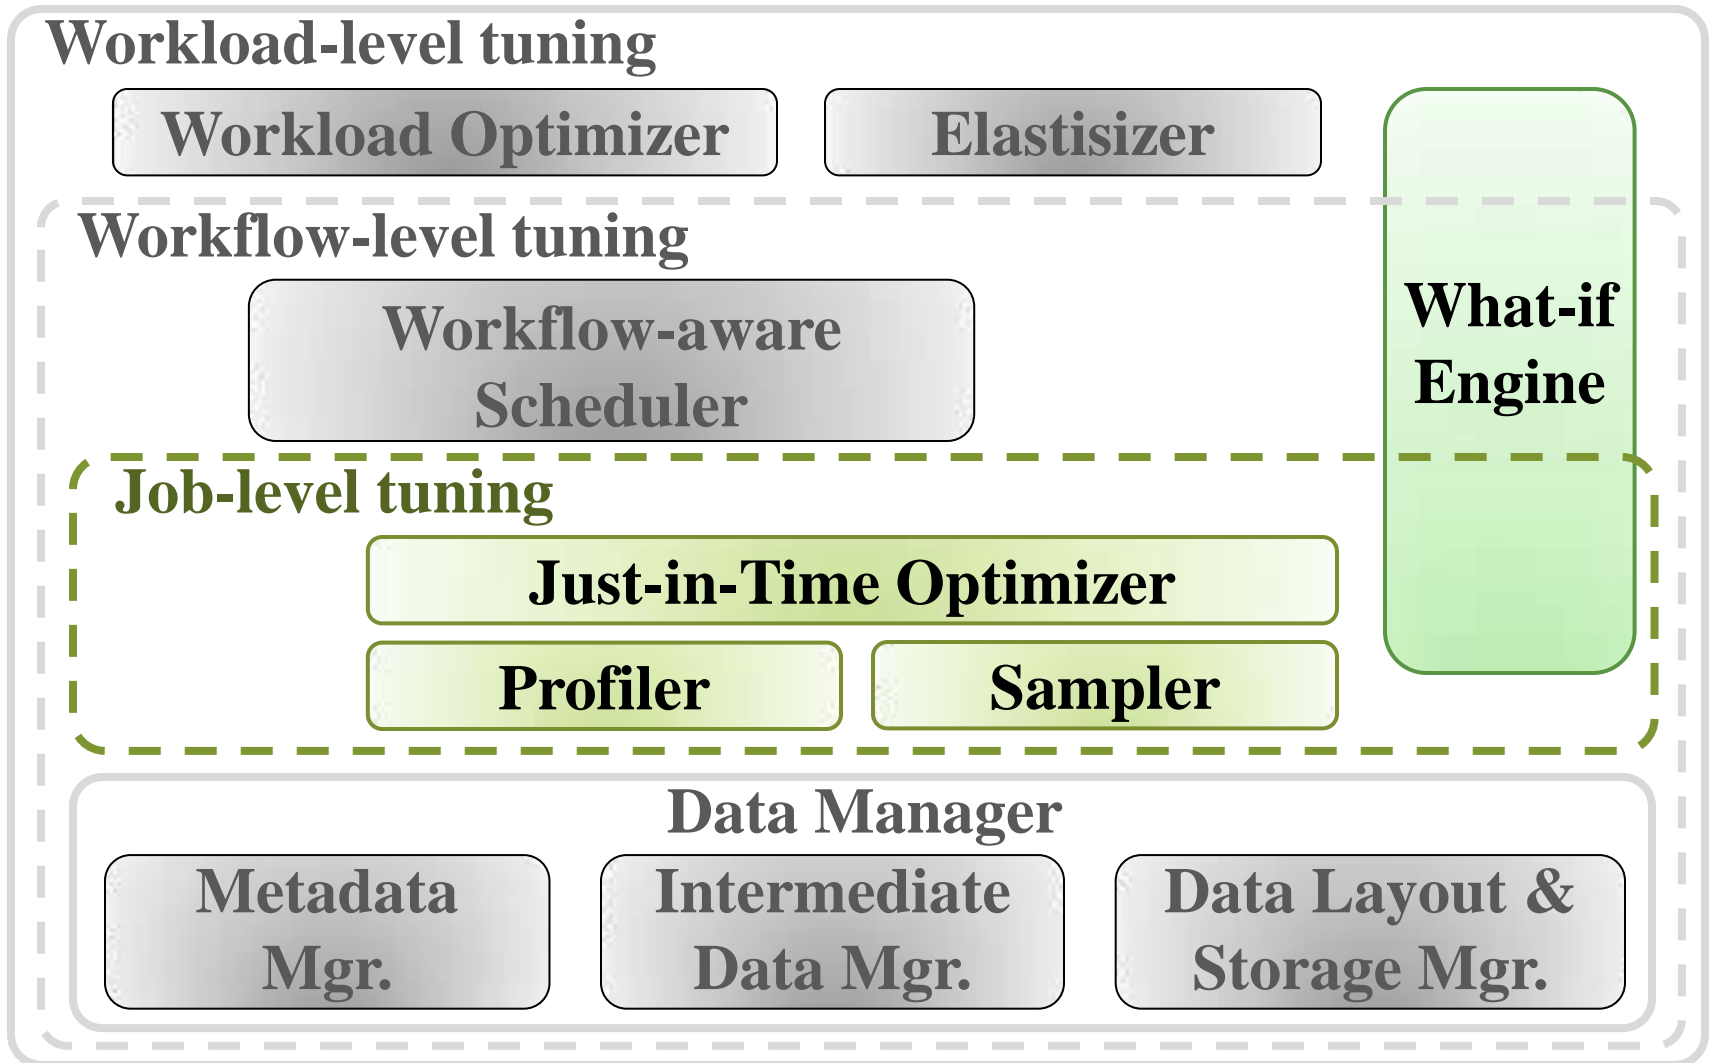 Workload-level tuning
Workload Optimizer
Elastisizer
Workflow-level tuning
Workflow-aware
Scheduler
What-if
Engine
Job-level tuning
Just-in-Time Optimizer
Profiler
Sampler
Data Manager
Metadata
Mgr.
Intermediate
Data Mgr.
Data Layout &
Storage Mgr.